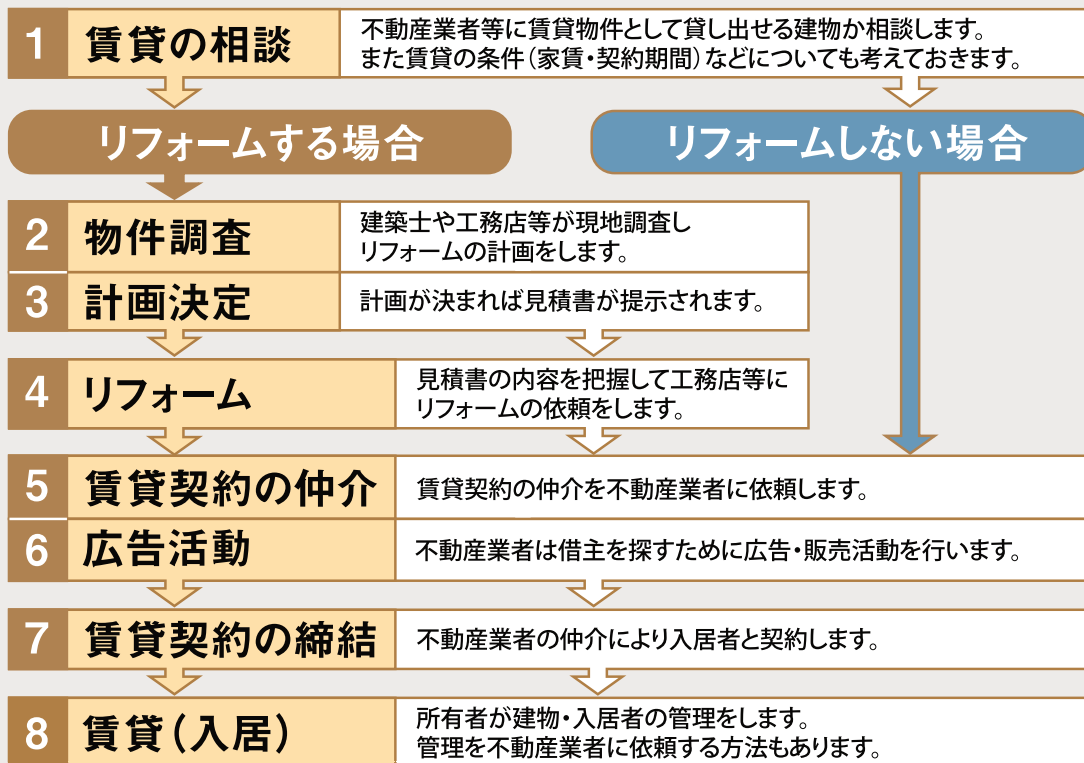 1 賃貸の相談
不動産業者等に賃貸物件として貸し出せる建物か相談します。
また賃貸の条件(家賃・契約期間)などについても考えておきます。
リフォームする場合
リフォームしない場合
2 物件調査
建築士や工務店等が現地調査し
リフォームの計画をします。
3 計画決定
計画が決まれば見積書が提示されます。
4 リフォーム
見積書の内容を把握して工務店等に
リフォームの依頼をします。
5 賃貸契約の仲介
賃貸契約の仲介を不動産業者に依頼します。
6 広告活動
不動産業者は借主を探すために広告・販売活動を行います。
7 賃貸契約の締結
不動産業者の仲介により入居者と契約します。
8 賃貸(入居)
所有者が建物・入居者の管理をします。
管理を不動産業者に依頼する方法もあります。